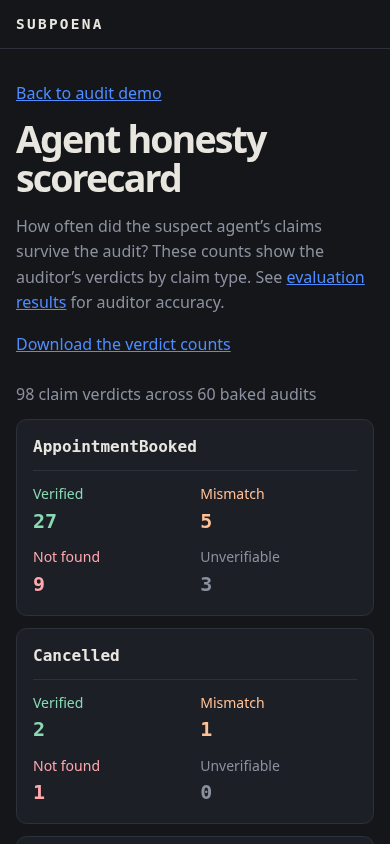 SUBPOENA
Back to audit demo
Agent honesty
scorecard
How often did the suspect agent’s claims
survive the audit? These counts show the
auditor’s verdicts by claim type. See evaluation
results for auditor accuracy.
Download the verdict counts
98 claim verdicts across 60 baked audits
AppointmentBooked
Verified Mismatch
27 5
Not found Unverifiable
9 3
Cancelled
Verified Mismatch
2 1
Not found Unverifiable
1 0